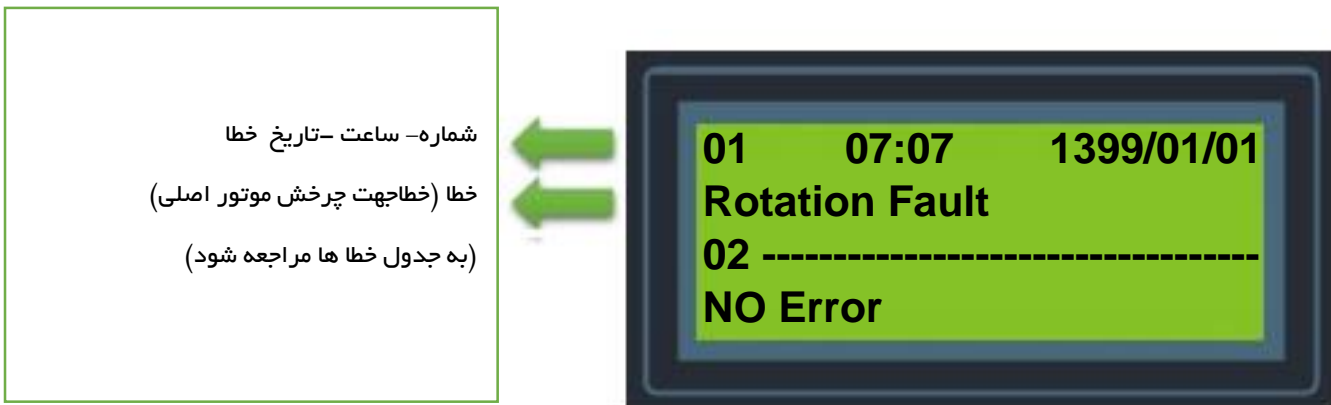 شماره– ساعت –تاریخ خطا
خطا (خطاجهت چرخش موتور اصلی)
(به جدول خطا ها مراجعه شود)
01 07:07 1399/01/01
Rotation Fault
02 -----------------------------------
NO Error